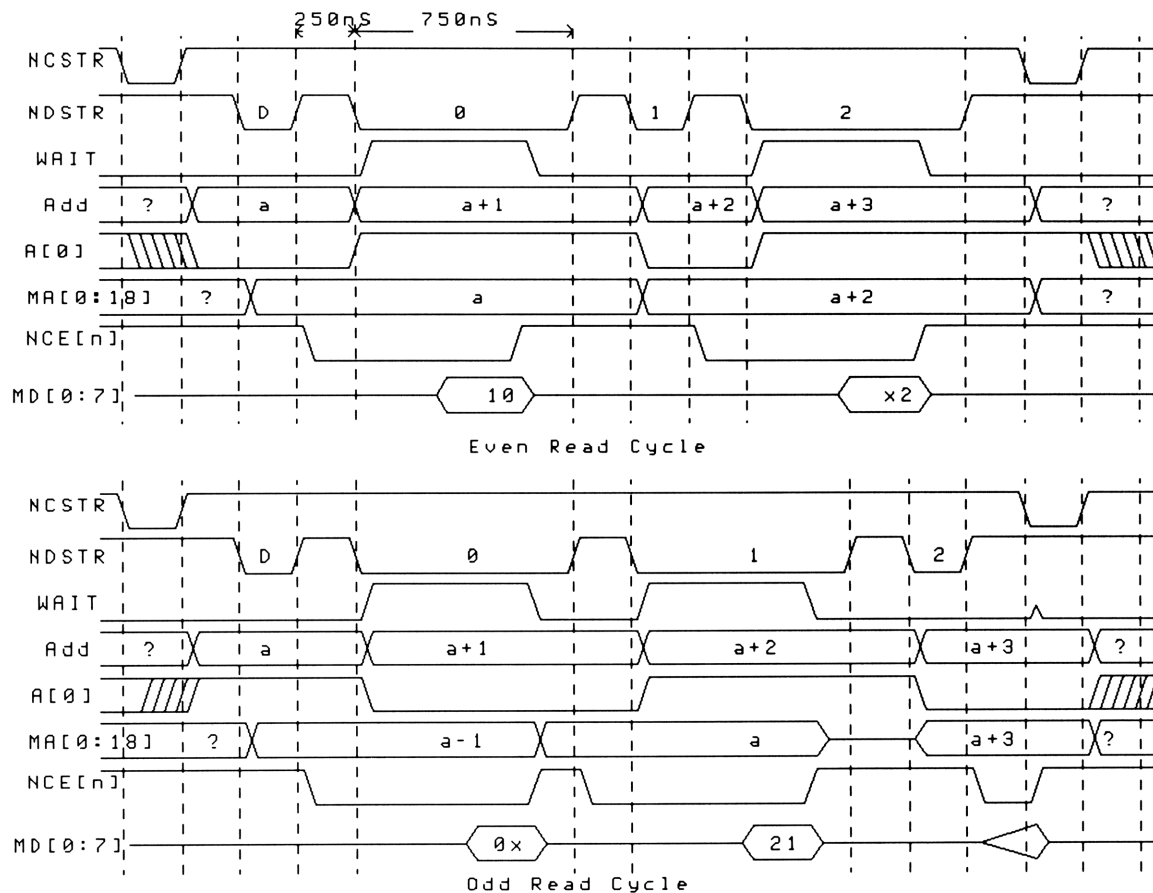 250nS 750nS
NCSTR
NDSTR D 0 1 2
WAIT
Add ? a a+1 a+2 a+3 ?
A[0]
MA[0:18] ? a a+2 ?
NCE[n]
MD[0:7] 10 x2
Even Read Cycle
NCSTR
NDSTR D 0 1 2
WAIT
Add ? a a+1 a+2 a+3 ?
A[0]
MA[0:18] ? a-1 a a+3 ?
NCE[n]
MD[0:7] 0x 21
Odd Read Cycle